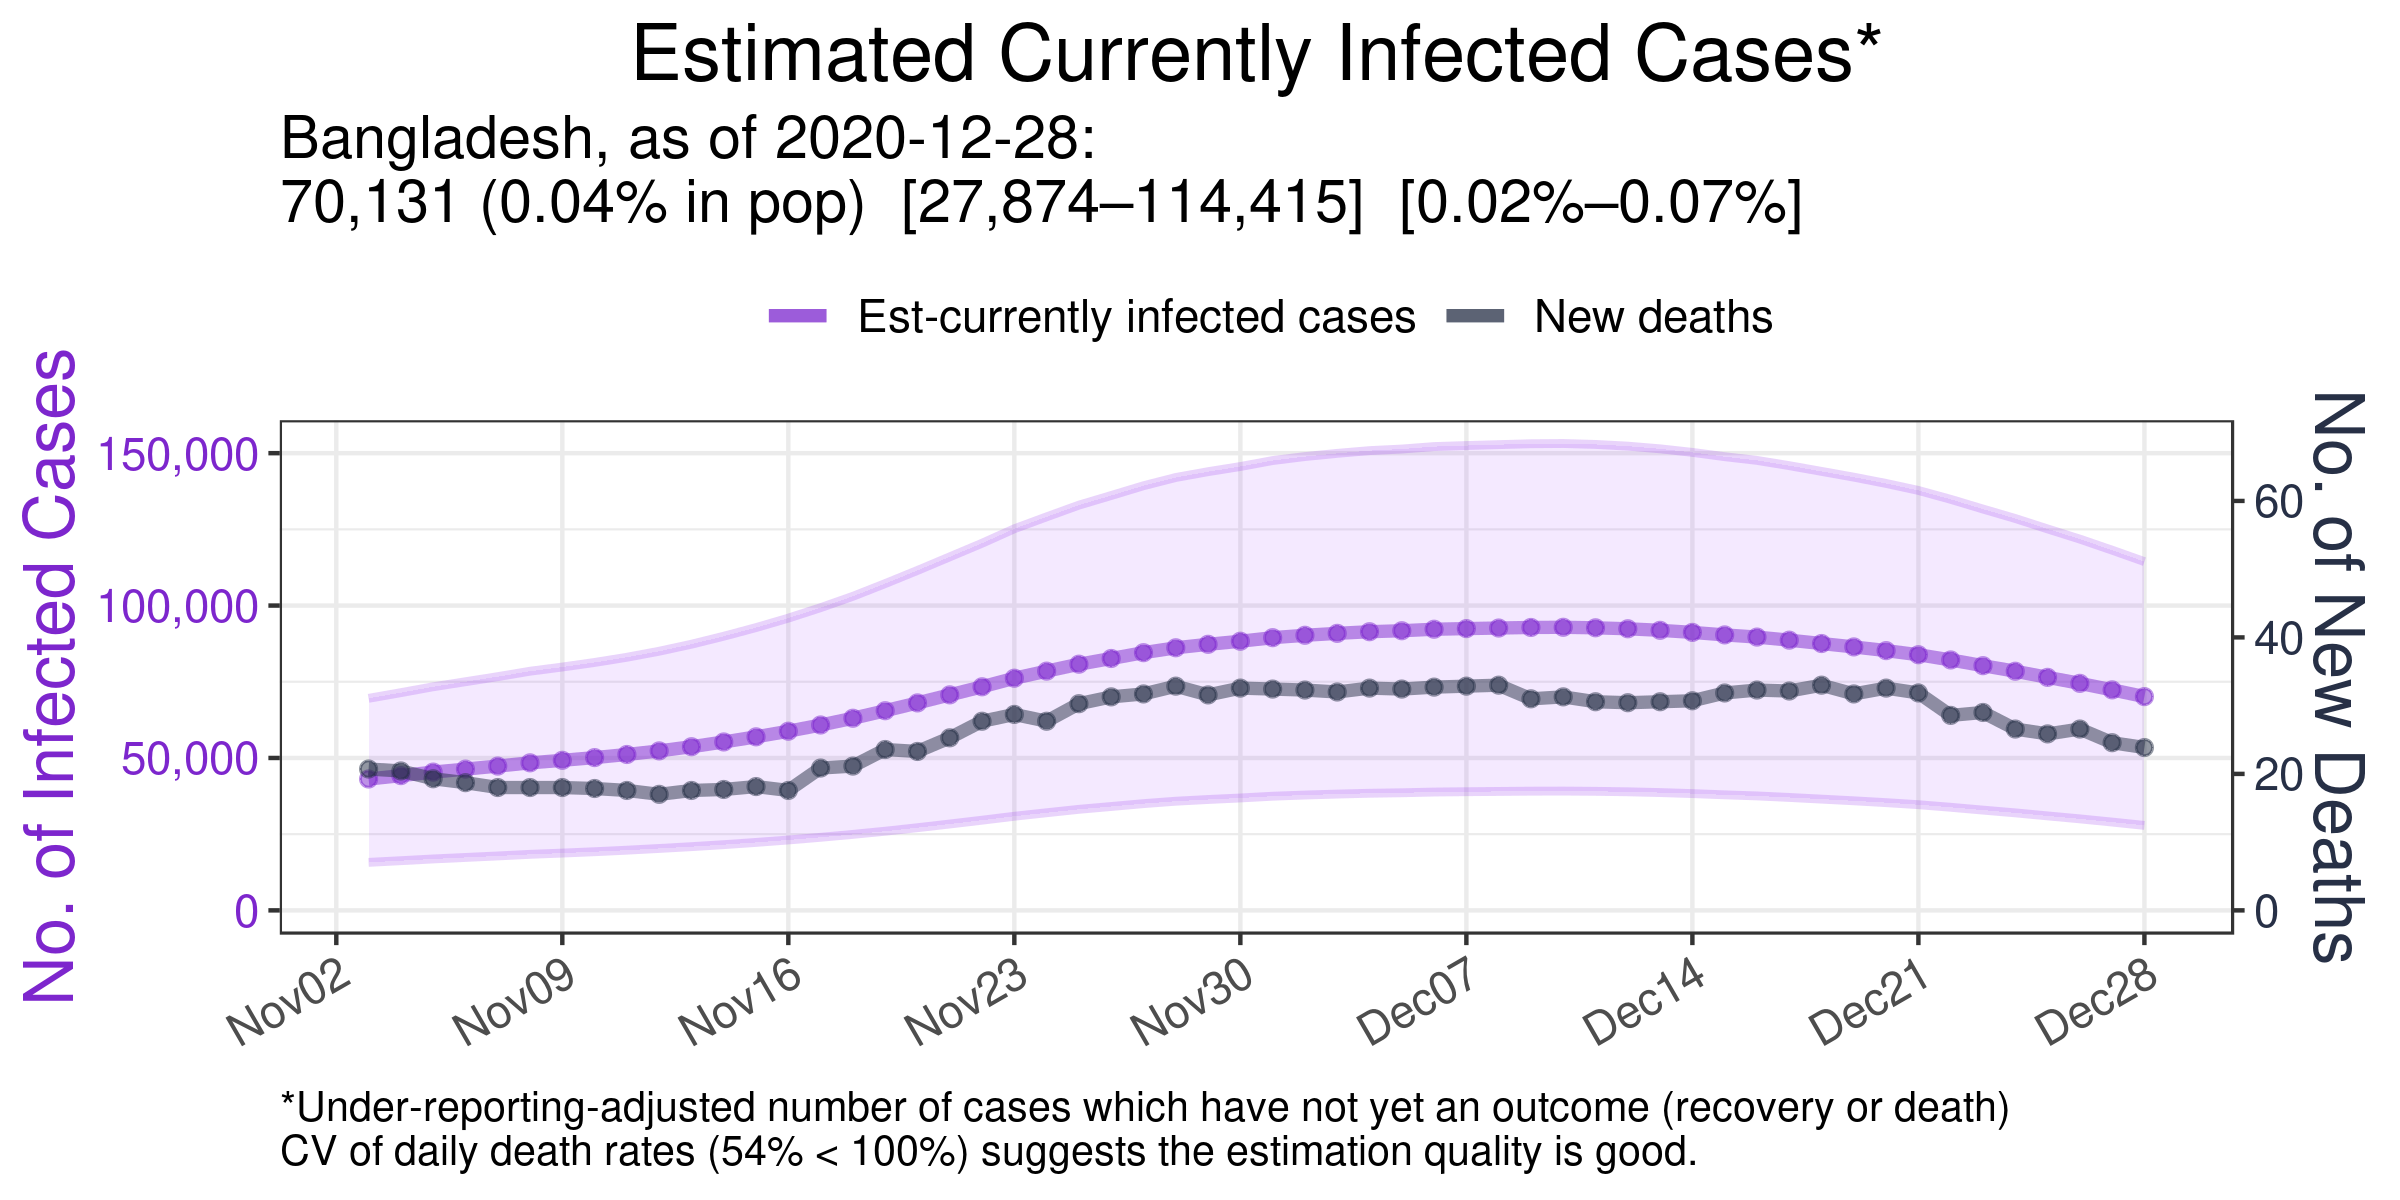 Estimated Currently Infected Cases*
Bangladesh, as of 2020-12-28:
70,131 (0.04% in pop) [27,874–114,415] [0.02%–0.07%]
Est-currently infected cases
New deaths
No. of Infected Cases
150,000
100,000
50,000
0
No. of New Deaths
60
40
20
0
Nov02
Nov09
Nov16
Nov23
Nov30
Dec07
Dec14
Dec21
Dec28
*Under-reporting-adjusted number of cases which have not yet an outcome (recovery or death)
CV of daily death rates (54% < 100%) suggests the estimation quality is good.